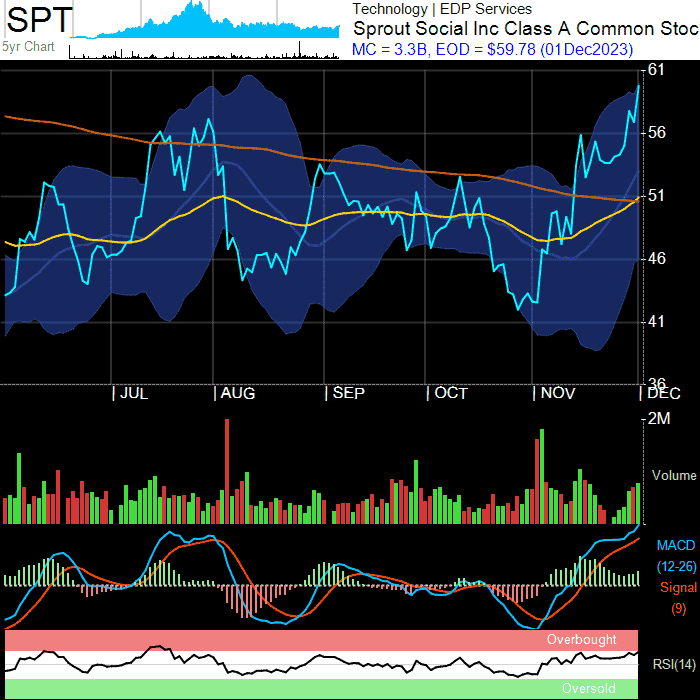 SPT
5yr Chart
Technology | EDP Services
Sprout Social Inc Class A Common Stoc
MC = 3.3B, EOD = $59.78 (01Dec2023)
61
56
51
46
41
36
JUL
AUG
SEP
OCT
NOV
DEC
2M
Volume
MACD
(12-26)
Signal
(9)
Overbought
RSI(14)
Oversold